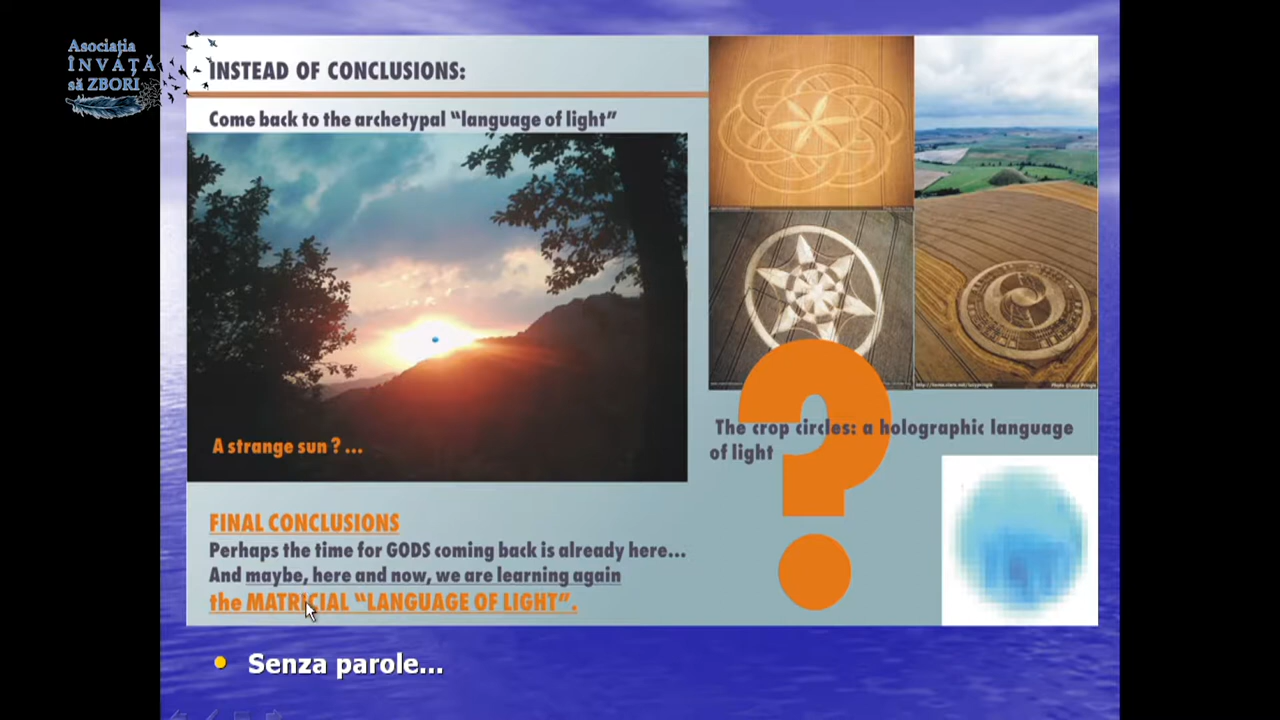 Asociația
ÎNVAȚĂ
să ZBORI
INSTEAD OF CONCLUSIONS:
Come back to the archetypal “language of light”
A strange sun ? ...
The crop circles: a holographic language
of light
?
FINAL CONCLUSIONS
Perhaps the time for GODS coming back is already here...
And maybe, here and now, we are learning again
the MATRICIAL “LANGUAGE OF LIGHT”.
Senza parole...